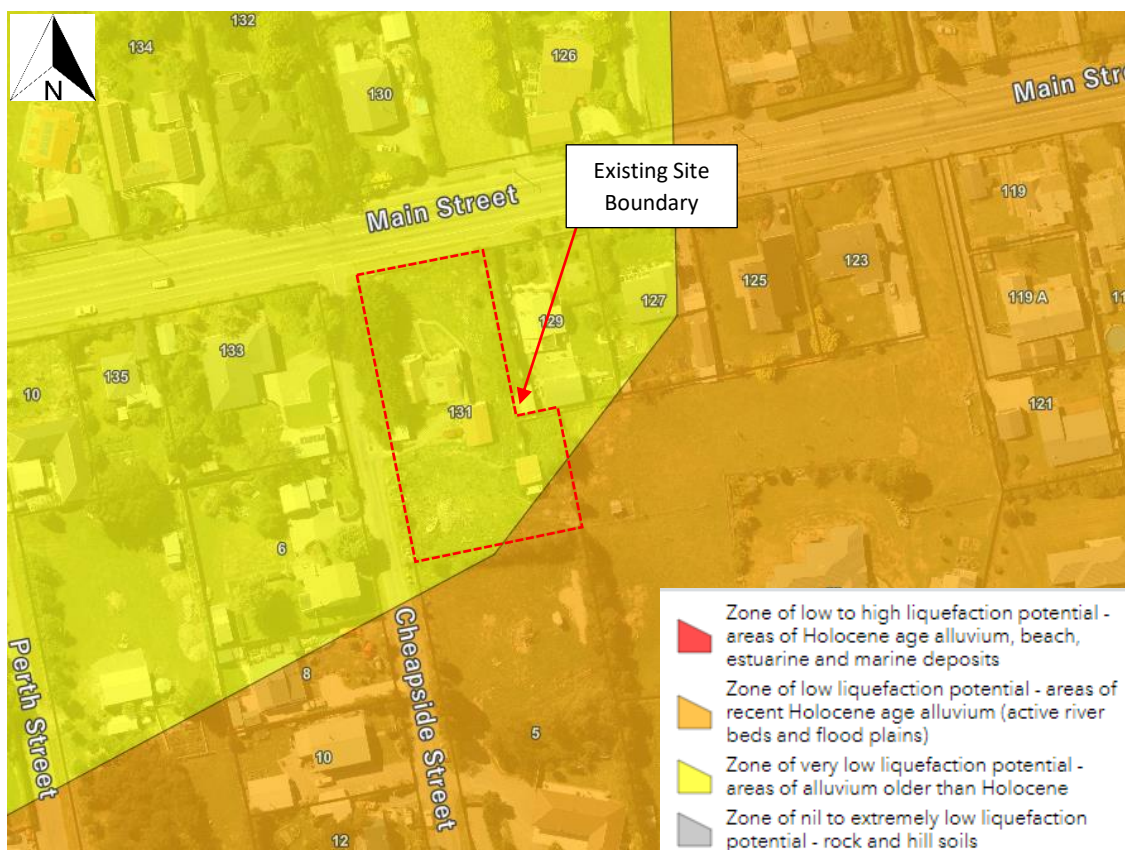 132
134
126
130
N
Main Stre
Existing Site
Boundary
Main Street
119
123
125
127
129
119 A
11
133
135
10
131
121
6
Zone of low to high liquefaction potential -
areas of Holocene age alluvium, beach,
estuarine and marine deposits
Zone of low liquefaction potential - areas of
recent Holocene age alluvium (active river
beds and flood plains)
Zone of very low liquefaction potential -
areas of alluvium older than Holocene
Zone of nil to extremely low liquefaction
potential - rock and hill soils
Perth Street
Cheapside Street
8
5
10
12